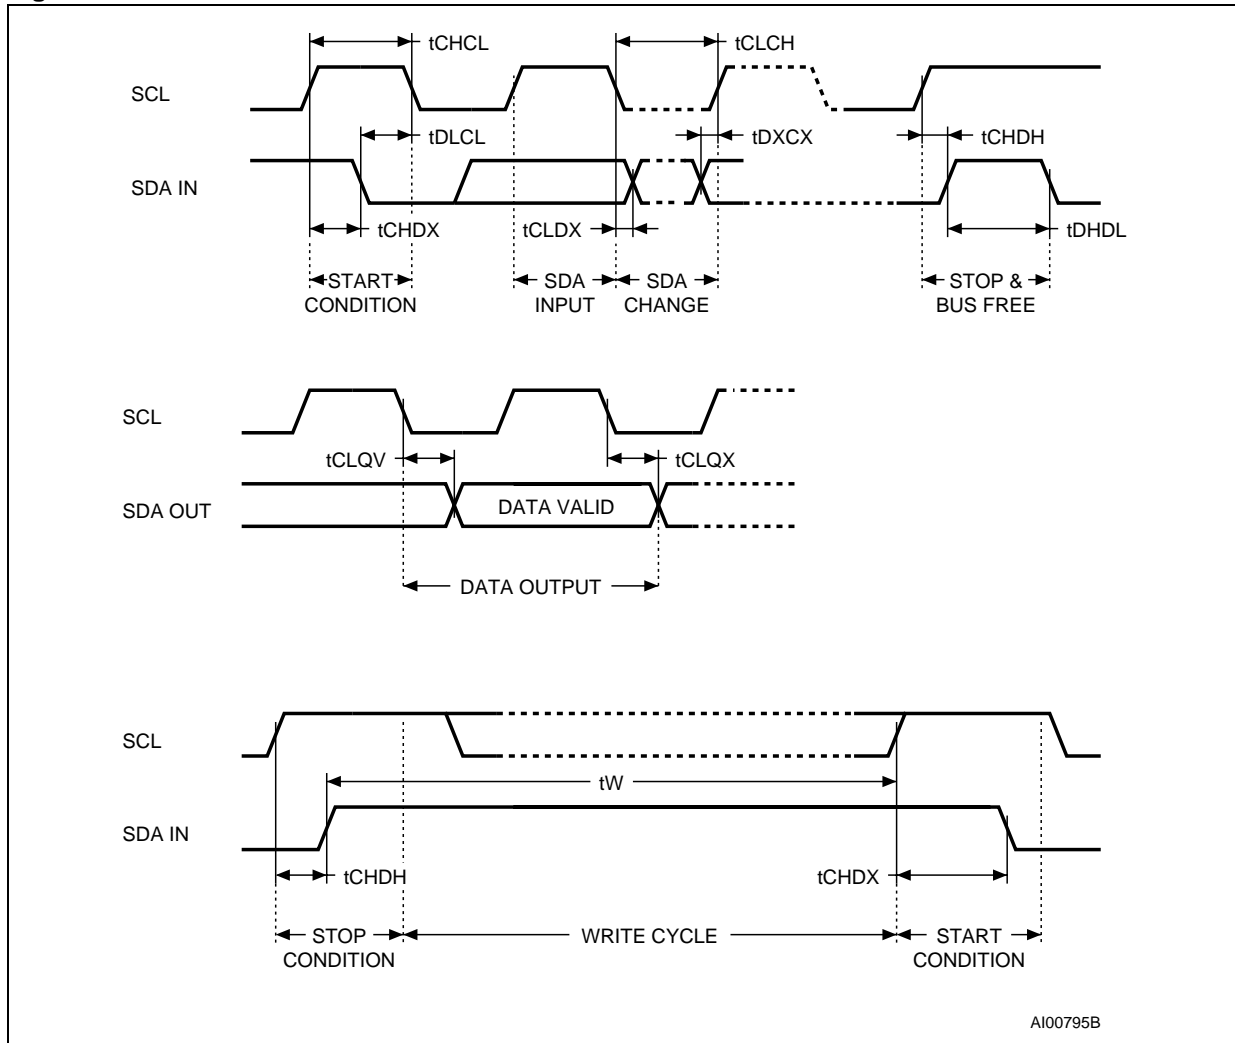 tCHCL
tCLCH
SCL
tDLCL
tDXCX
tCHDH
SDA IN
tCHDX
tCLDX
tDHDL
START
CONDITION
SDA
INPUT
SDA
CHANGE
STOP &
BUS FREE
SCL
tCLQV
tCLQX
SDA OUT
DATA VALID
DATA OUTPUT
SCL
tW
SDA IN
tCHDH
tCHDX
STOP
CONDITION
WRITE CYCLE
START
CONDITION
AI00795B